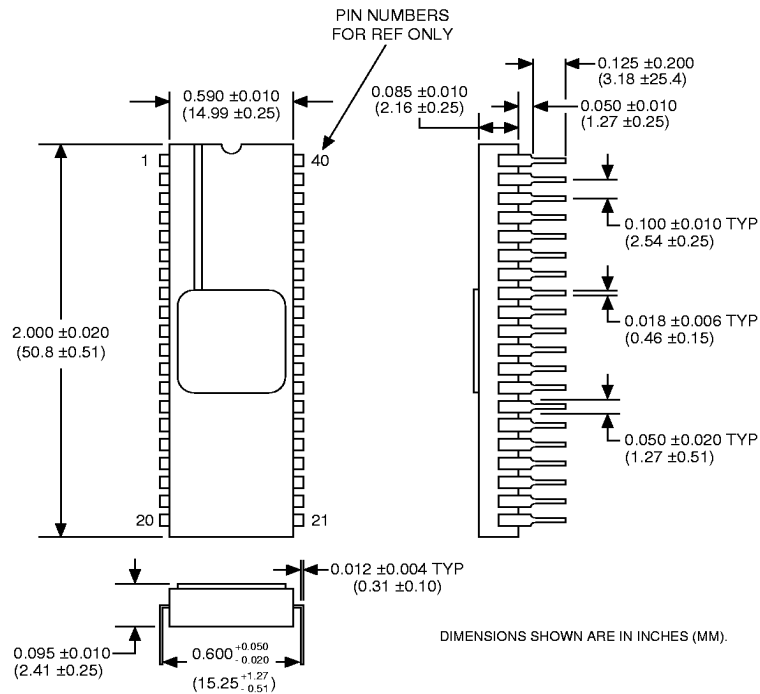 PIN NUMBERS
FOR REF ONLY
0.590 ±0.010
(14.99 ±0.25)
0.085 ±0.010
(2.16 ±0.25)
0.125 ±0.200
(3.18 ±25.4)
0.050 ±0.010
(1.27 ±0.25)
1
40
0.100 ±0.010 TYP
(2.54 ±0.25)
2.000 ±0.020
(50.8 ±0.51)
0.018 ±0.006 TYP
(0.46 ±0.15)
0.050 ±0.020 TYP
(1.27 ±0.51)
20
21
0.012 ±0.004 TYP
(0.31 ±0.10)
0.095 ±0.010
(2.41 ±0.25)
0.600 +0.050 -0.020
(15.25 +1.27 -0.51)
DIMENSIONS SHOWN ARE IN INCHES (MM).